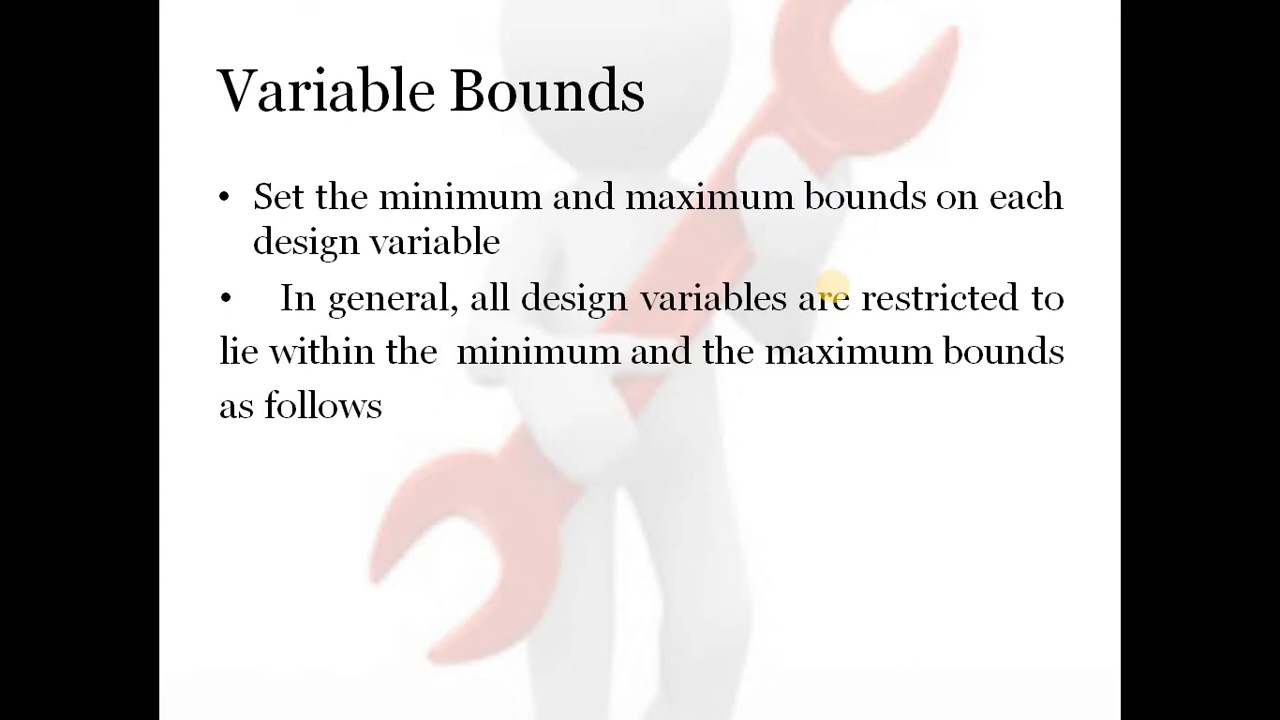 Variable Bounds
• Set the minimum and maximum bounds on each
design variable
• In general, all design variables are restricted to
lie within the minimum and the maximum bounds
as follows